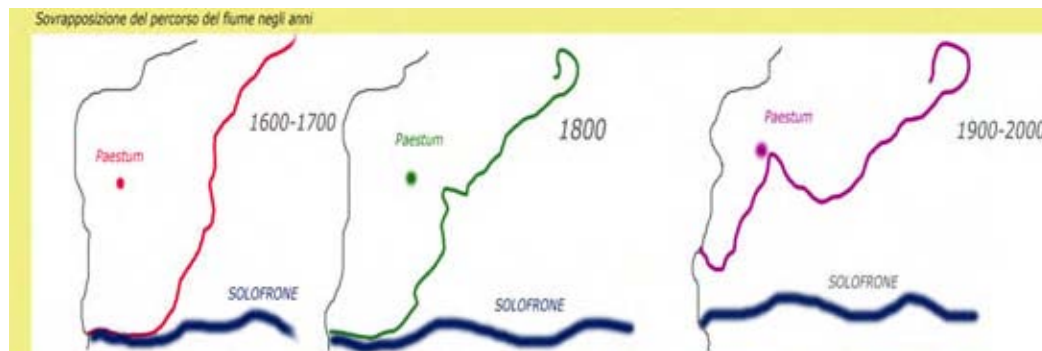 Sovrapposizione del percorso del fiume negli anni
1600-1700
Paestum
SOLOFRONE
1800
Paestum
SOLOFRONE
Paestum
1900-2000
SOLOFRONE